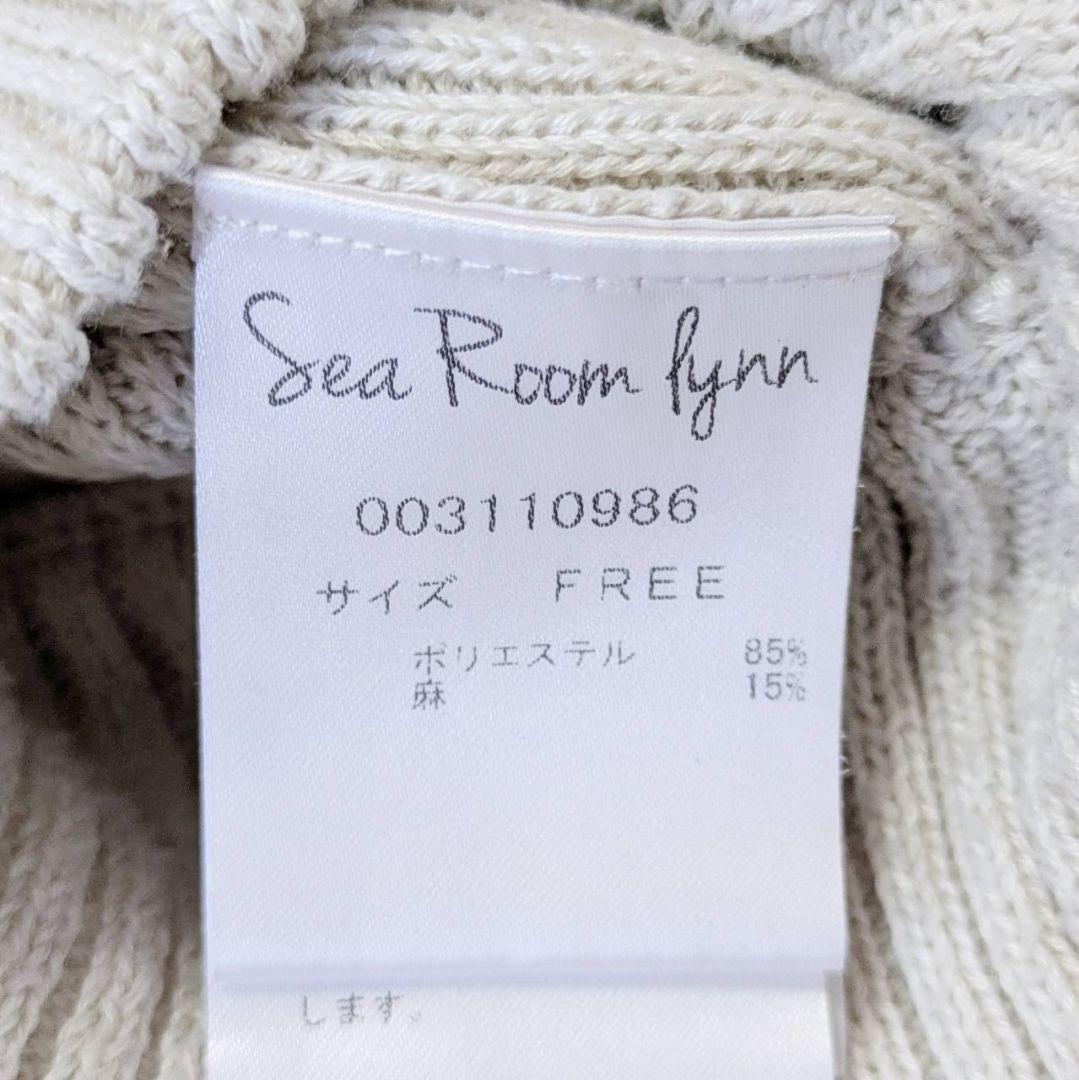 Sea Room lynn
003110986
サイズ FREE
ポリエステル 85%
麻 15%
します。